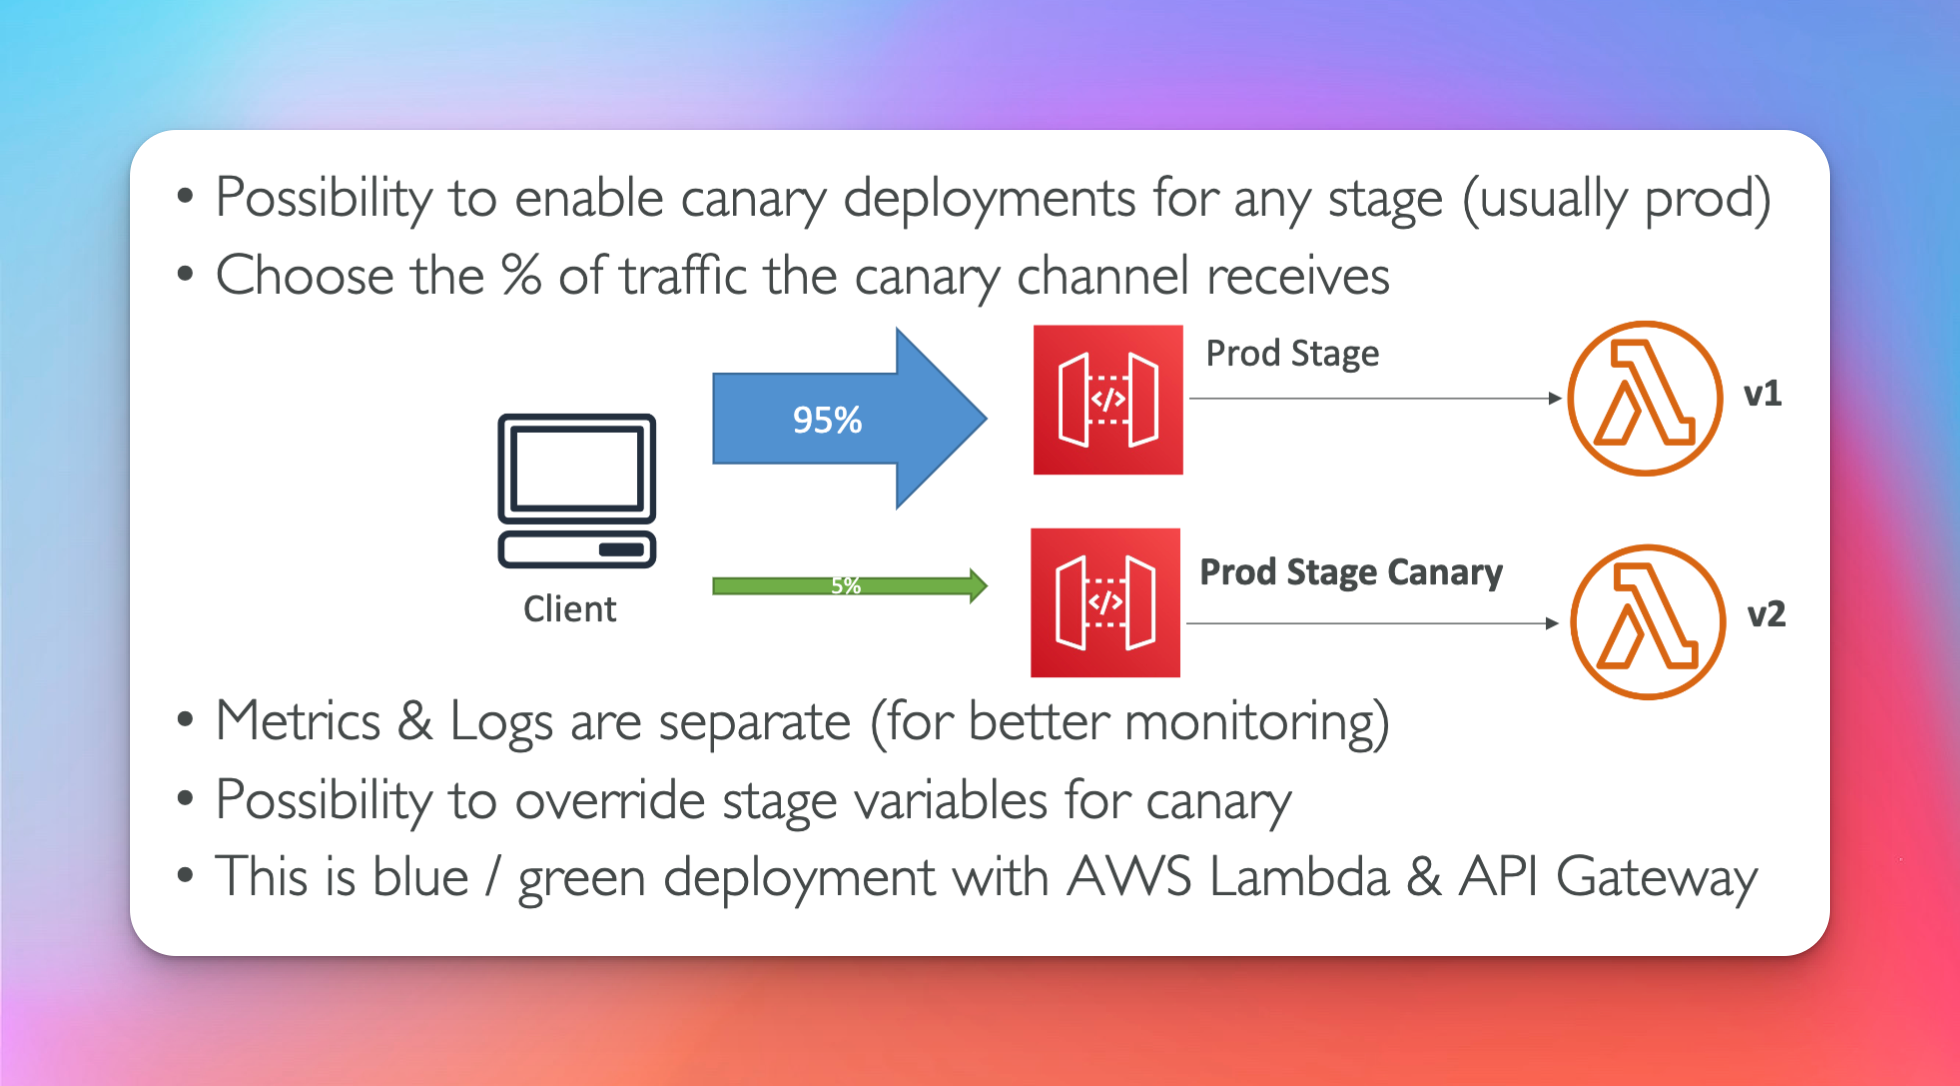 • Possibility to enable canary deployments for any stage (usually prod)
• Choose the % of traffic the canary channel receives
95%
</>
Prod Stage
v1
Client
5%
</>
Prod Stage Canary
v2
• Metrics & Logs are separate (for better monitoring)
• Possibility to override stage variables for canary
• This is blue / green deployment with AWS Lambda & API Gateway